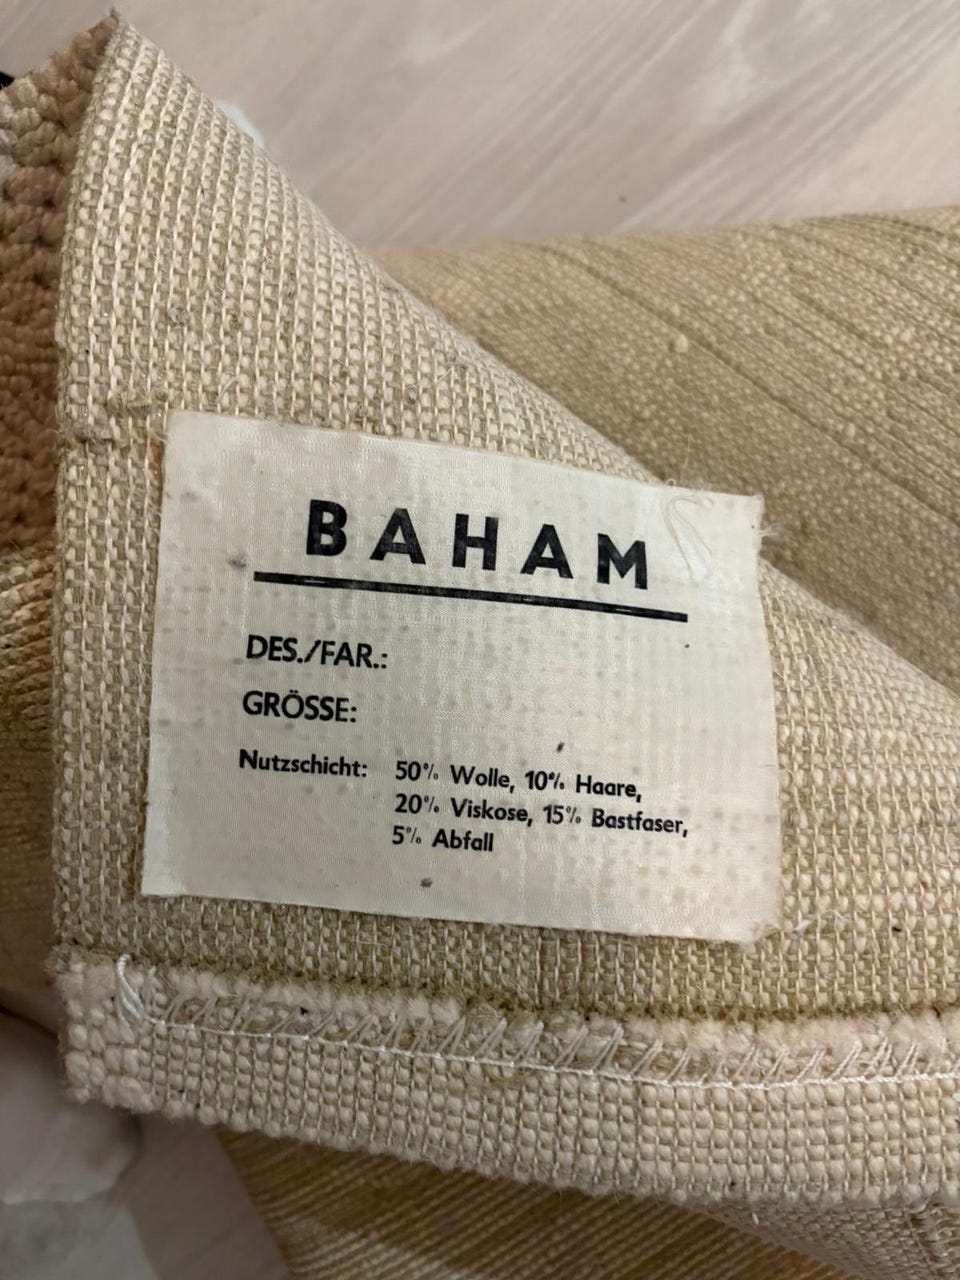 BAHAM
DES./FAR.:
GRÖSSE:
Nutzschicht: 50% Wolle, 10% Haare,
20% Viskose, 15% Bastfaser,
5% Abfall